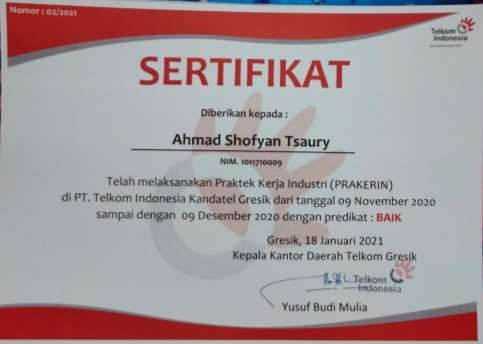 Nomor : 02/2021
Telkom
Indonesia
SERTIFIKAT
Diberikan kepada :
Ahmad Shofyan Tsaury
NIM. 1011710009
Telah melaksanakan Praktek Kerja Industri (PRAKERIN)
di PT. Telkom Indonesia Kandatel Gresik dari tanggal 09 November 2020
sampai dengan 09 Desember 2020 dengan predikat : BAIK
Gresik, 18 Januari 2021
Kepala Kantor Daerah Telkom Gresik
Telkom
Indonesia
Yusuf Budi Mulia